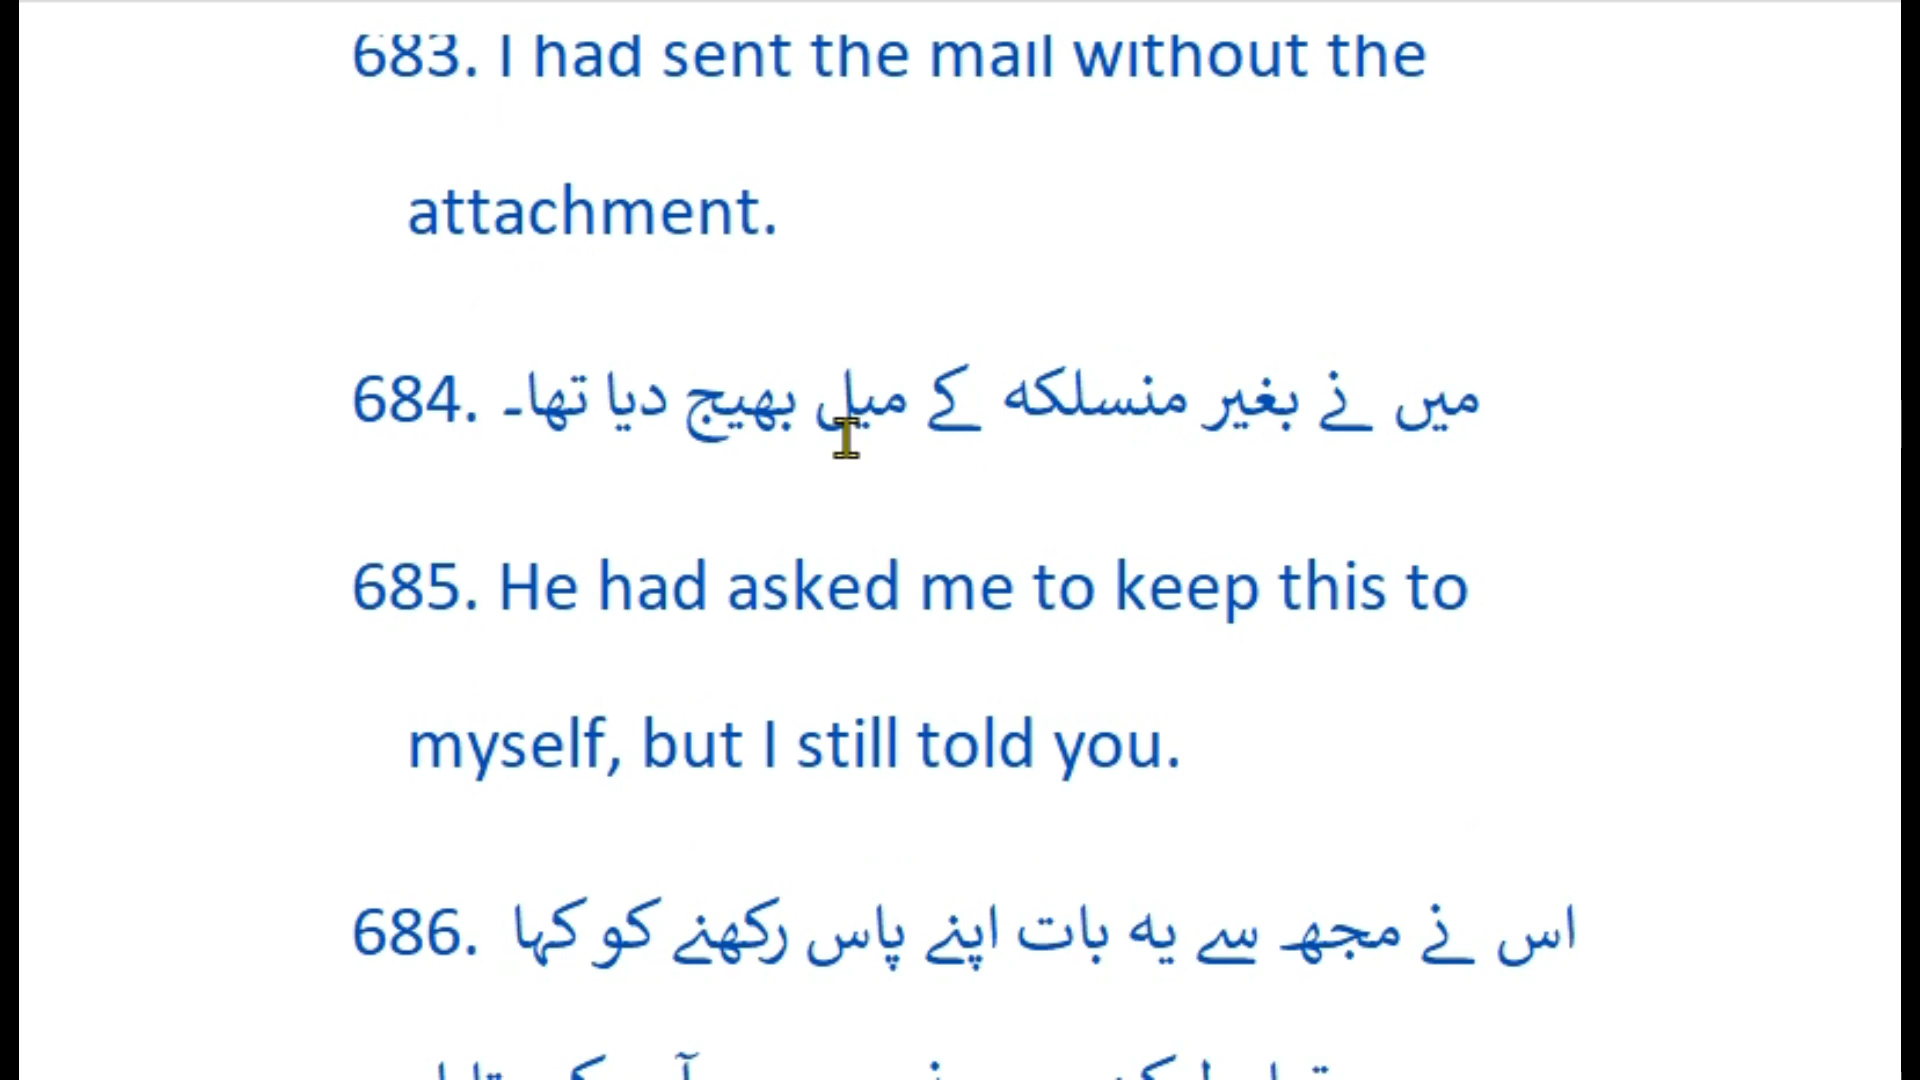 683. I had sent the mail without the
attachment.
684. میں نے بغیر منسلکہ کے میل بھیج دیا تھا۔
685. He had asked me to keep this to
myself, but I still told you.
686. اس نے مجھ سے یہ بات اپنے پاس رکھنے کو کہا